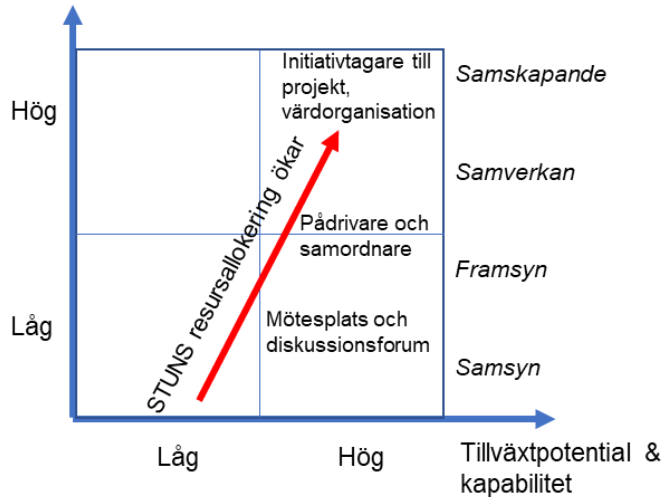 Initiativtagare till
projekt,
värdorganisation
Samskapande
Hög
Samverkan
STUNS resursallokering ökar
Pådrivare och
samordnare
Framsyn
Låg
Mötesplats och
diskussionsforum
Samsyn
Låg
Hög
Tillväxtpotential &
kapabilitet